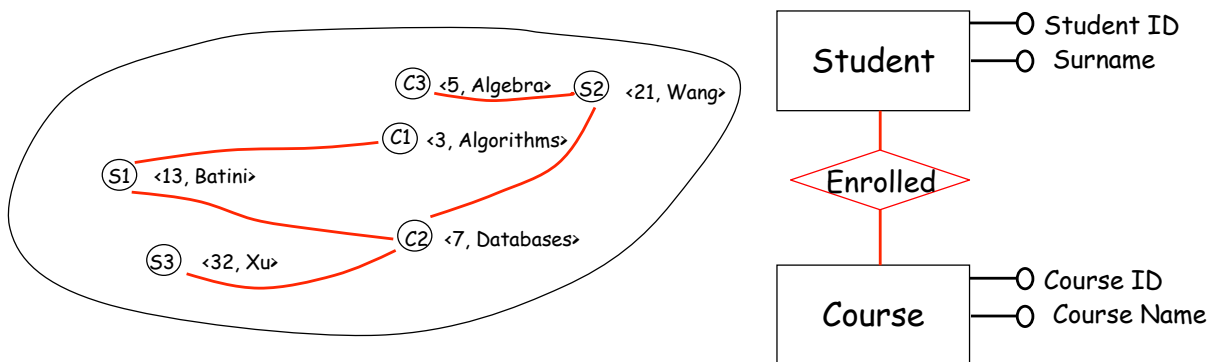 C3 <5, Algebra> S2 <21, Wang>
C1 <3, Algorithms>
S1 <13, Batini>
C2 <7, Databases>
S3 <32, Xu>
Student
Student ID
Surname
Enrolled
Course
Course ID
Course Name